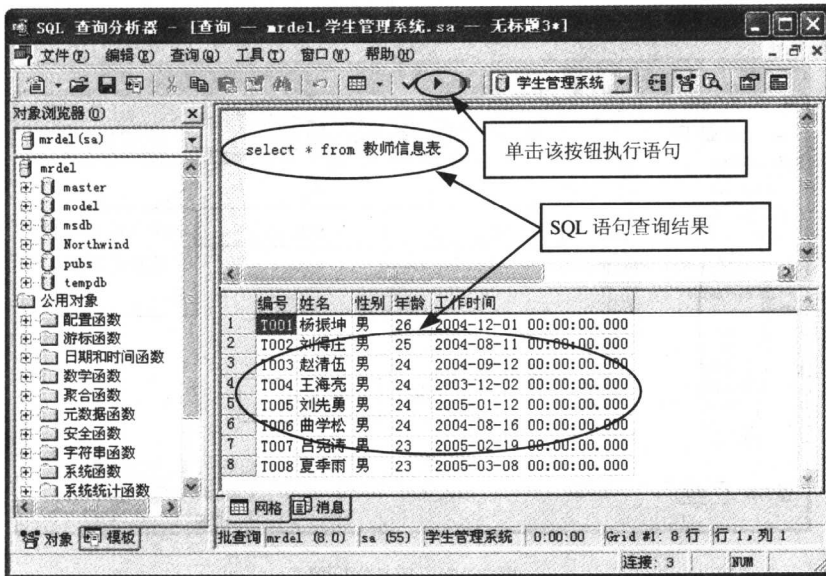 SQL 查询分析器 - [查询 — mrdel.学生管理系统.sa — 无标题3*]
文件(F) 编辑(E) 查询(Q) 工具(T) 窗口(W) 帮助(H)
学生管理系统
对象浏览器(O)
mrdel(sa)
mrdel
master
model
msdb
Northwind
pubs
tempdb
公用对象
配置函数
游标函数
日期和时间函数
数学函数
聚合函数
元数据函数
安全函数
字符串函数
系统函数
系统统计函数
对象 模板
select * from 教师信息表
单击该按钮执行语句
SQL 语句查询结果
编号 姓名 性别 年龄 工作时间
1 T001 杨振坤 男 26 2004-12-01 00:00:00.000
2 T002 刘得庄 男 25 2004-08-11 00:00:00.000
3 T003 赵清伍 男 24 2004-09-12 00:00:00.000
4 T004 王海亮 男 24 2003-12-02 00:00:00.000
5 T005 刘先勇 男 24 2005-01-12 00:00:00.000
6 T006 曲学松 男 24 2004-08-16 00:00:00.000
7 T007 吕完涛 男 23 2005-02-19 00:00:00.000
8 T008 夏季雨 男 23 2005-03-08 00:00:00.000
网格 消息
批查询 mrdel (8.0) sa (55) 学生管理系统 0:00:00 Grid #1: 8 行 行 1, 列 1
连接: 3 NUM